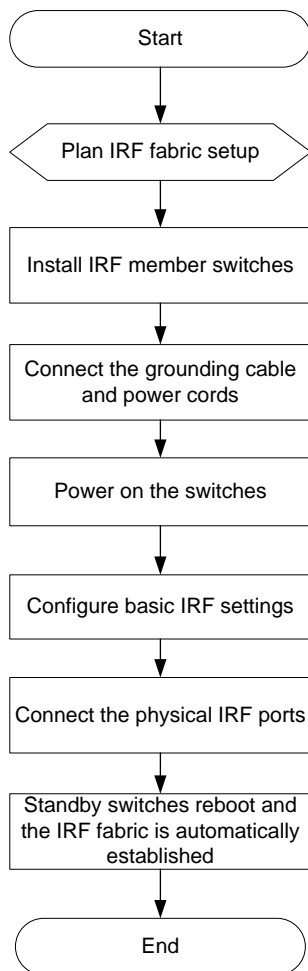 Start
Plan IRF fabric setup
Install IRF member switches
Connect the grounding cable
and power cords
Power on the switches
Configure basic IRF settings
Connect the physical IRF ports
Standby switches reboot and
the IRF fabric is automatically
established
End